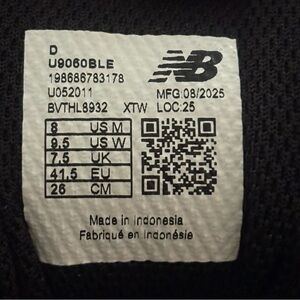 D
U9060BLE
198686783178
U052011 MFG:08/2025
BVTHL8932 XTW LOC:25
8 US M
9.5 US W
7.5 UK
41.5 EU
26 CM
Made in Indonesia
Fabriqué en Indonésie